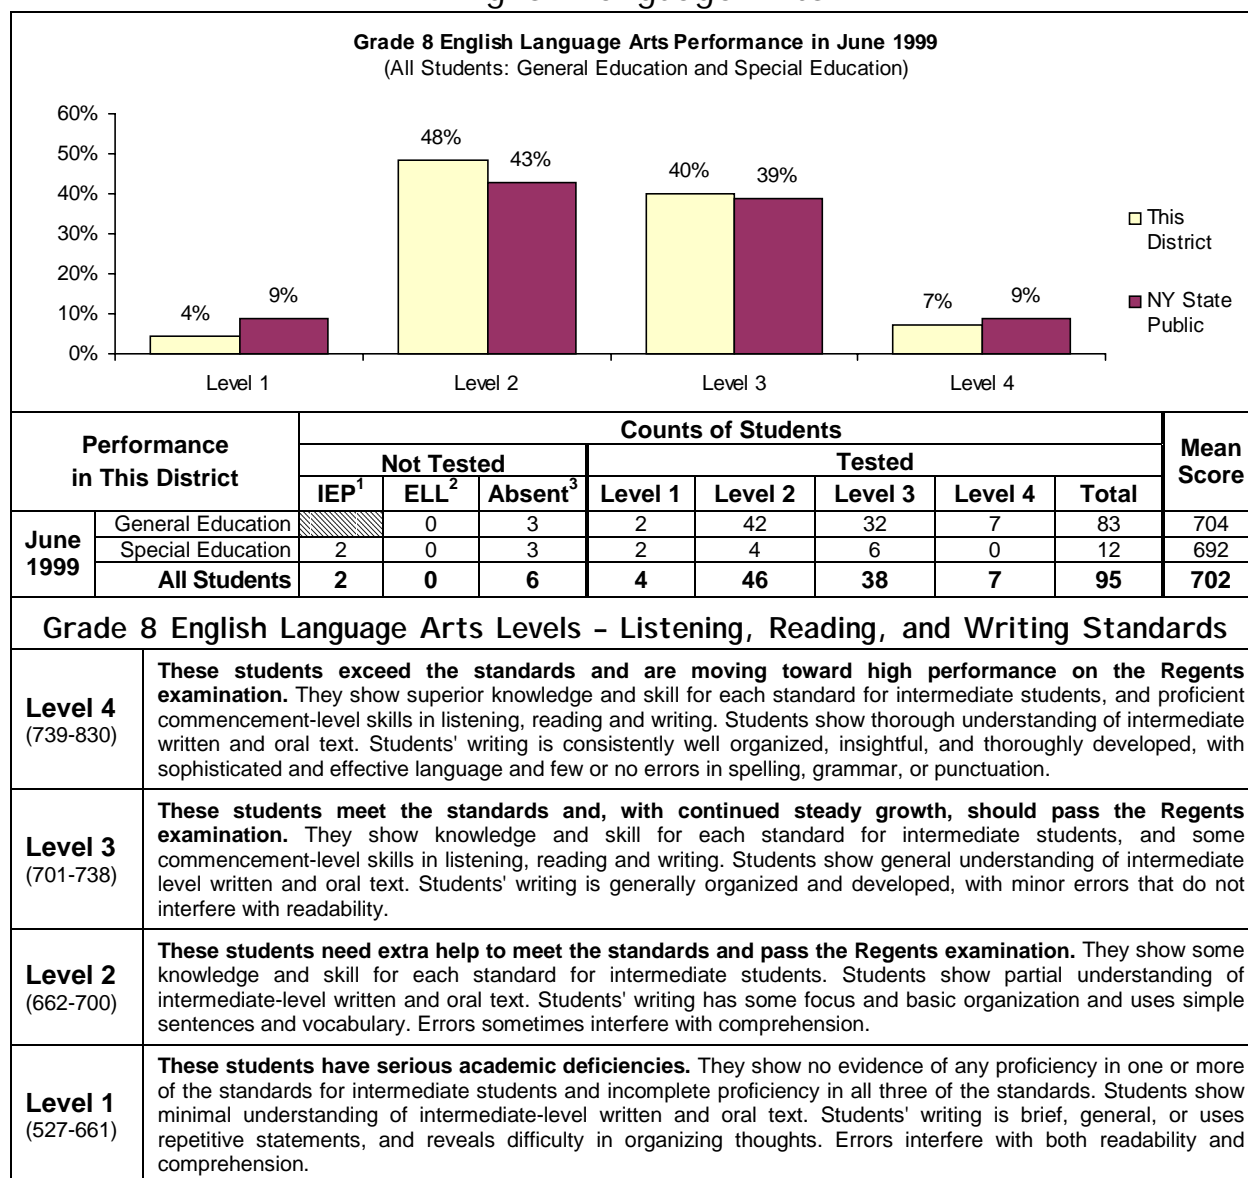 Grade 8 English Language Arts Performance in June 1999
(All Students: General Education and Special Education)
60%
50%
40%
30%
20%
10%
0%
4%
9%
48%
43%
40%
39%
7%
9%
Level 1
Level 2
Level 3
Level 4
This
District
NY State
Public
Performance
in This District
Counts of Students
Mean
Score
Not Tested
Tested
IEP1 ELL2 Absent3 Level 1 Level 2 Level 3 Level 4 Total
June
1999
General Education 0 3 2 42 32 7 83 704
Special Education 2 0 3 2 4 6 0 12 692
All Students 2 0 6 4 46 38 7 95 702
Grade 8 English Language Arts Levels – Listening, Reading, and Writing Standards
Level 4
(739-830)
These students exceed the standards and are moving toward high performance on the Regents
examination. They show superior knowledge and skill for each standard for intermediate students, and proficient
commencement-level skills in listening, reading and writing. Students show thorough understanding of intermediate
written and oral text. Students' writing is consistently well organized, insightful, and thoroughly developed, with
sophisticated and effective language and few or no errors in spelling, grammar, or punctuation.
Level 3
(701-738)
These students meet the standards and, with continued steady growth, should pass the Regents
examination. They show knowledge and skill for each standard for intermediate students, and some
commencement-level skills in listening, reading and writing. Students show general understanding of intermediate
level written and oral text. Students' writing is generally organized and developed, with minor errors that do not
interfere with readability.
Level 2
(662-700)
These students need extra help to meet the standards and pass the Regents examination. They show some
knowledge and skill for each standard for intermediate students. Students show partial understanding of
intermediate-level written and oral text. Students' writing has some focus and basic organization and uses simple
sentences and vocabulary. Errors sometimes interfere with comprehension.
Level 1
(527-661)
These students have serious academic deficiencies. They show no evidence of any proficiency in one or more
of the standards for intermediate students and incomplete proficiency in all three of the standards. Students show
minimal understanding of intermediate-level written and oral text. Students' writing is brief, general, or uses
repetitive statements, and reveals difficulty in organizing thoughts. Errors interfere with both readability and
comprehension.